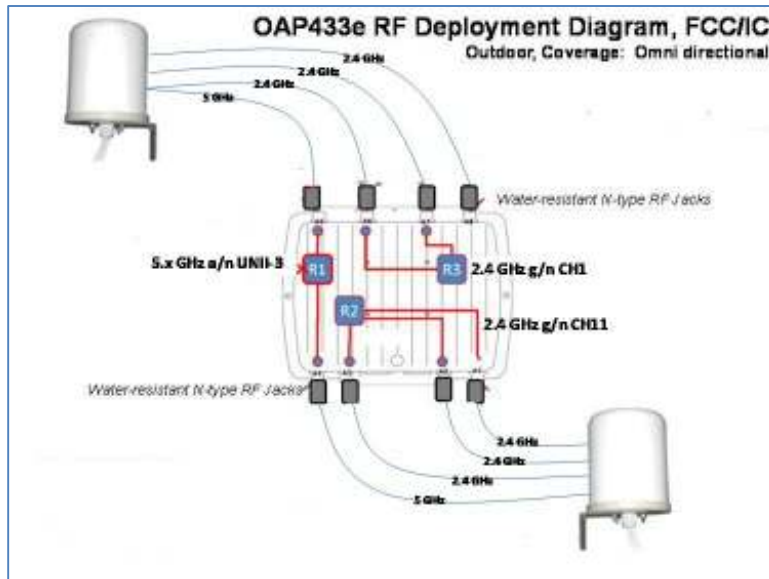 OAP433e RF Deployment Diagram, FCC/IC
Outdoor, Coverage: Omni directional
2.4 GHz
2.4 GHz
2.4 GHz
5 GHz
Water-resistant N-type RF Jacks
5.x GHz a/n UNII-3
R1
R3
2.4 GHz g/n CH1
R2
2.4 GHz g/n CH11
Water-resistant N-type RF Jacks
2.4 GHz
2.4 GHz
2.4 GHz
5 GHz